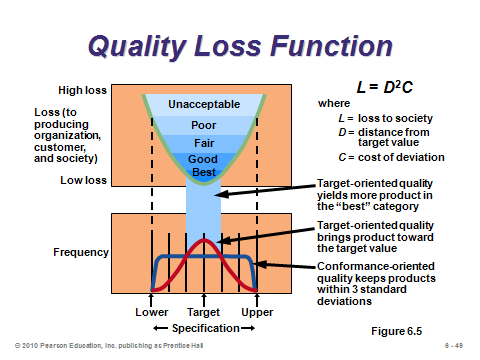 Quality Loss Function
High loss
Loss (to
producing
organization,
customer,
and society)
Low loss
Unacceptable
Poor
Fair
Good
Best
L = D²C
where
L = loss to society
D = distance from
target value
C = cost of deviation
Target-oriented quality
yields more product in
the “best” category
Target-oriented quality
brings product toward
the target value
Conformance-oriented
quality keeps products
within 3 standard
deviations
Frequency
Lower Target Upper
Specification
Figure 6.5
© 2010 Pearson Education, Inc. publishing as Prentice Hall
6 - 49